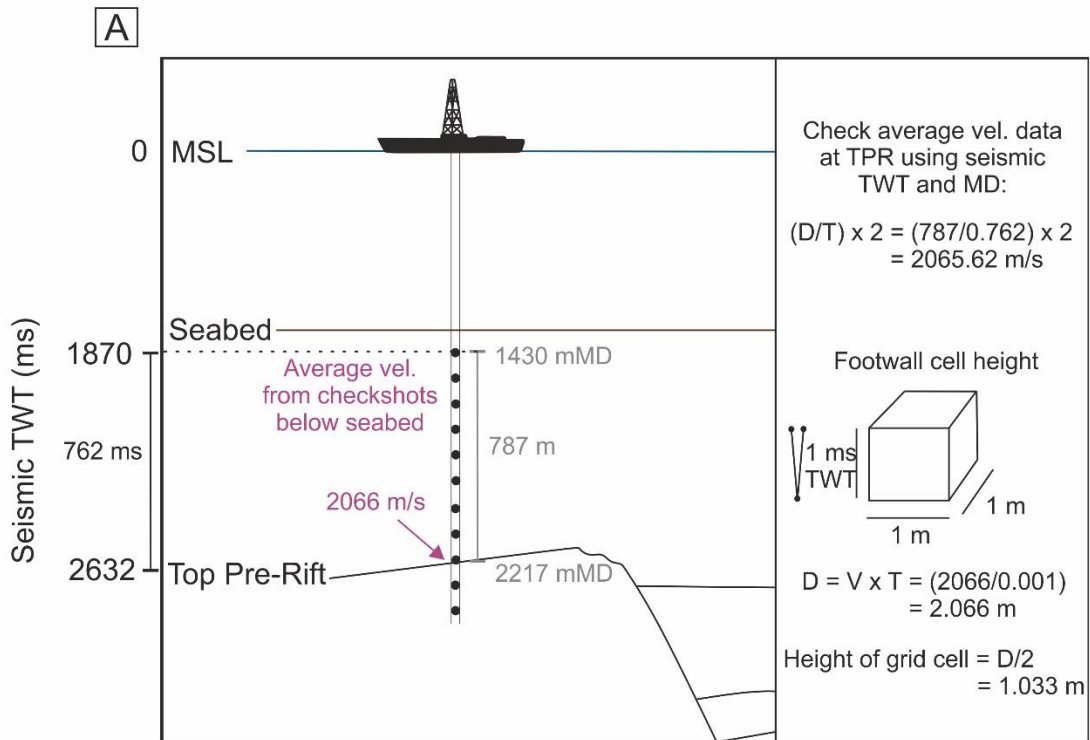 A
0
MSL
Seabed
1870
1430 mMD
Average vel.
from checkshots
below seabed
Seismic TWT (ms)
762 ms
787 m
2066 m/s
2632
Top Pre-Rift
2217 mMD
Check average vel. data
at TPR using seismic
TWT and MD:
(D/T) x 2 = (787/0.762) x 2
= 2065.62 m/s
Footwall cell height
1 ms
TWT
1 m
1 m
D = V x T = (2066/0.001)
= 2.066 m
Height of grid cell = D/2
= 1.033 m